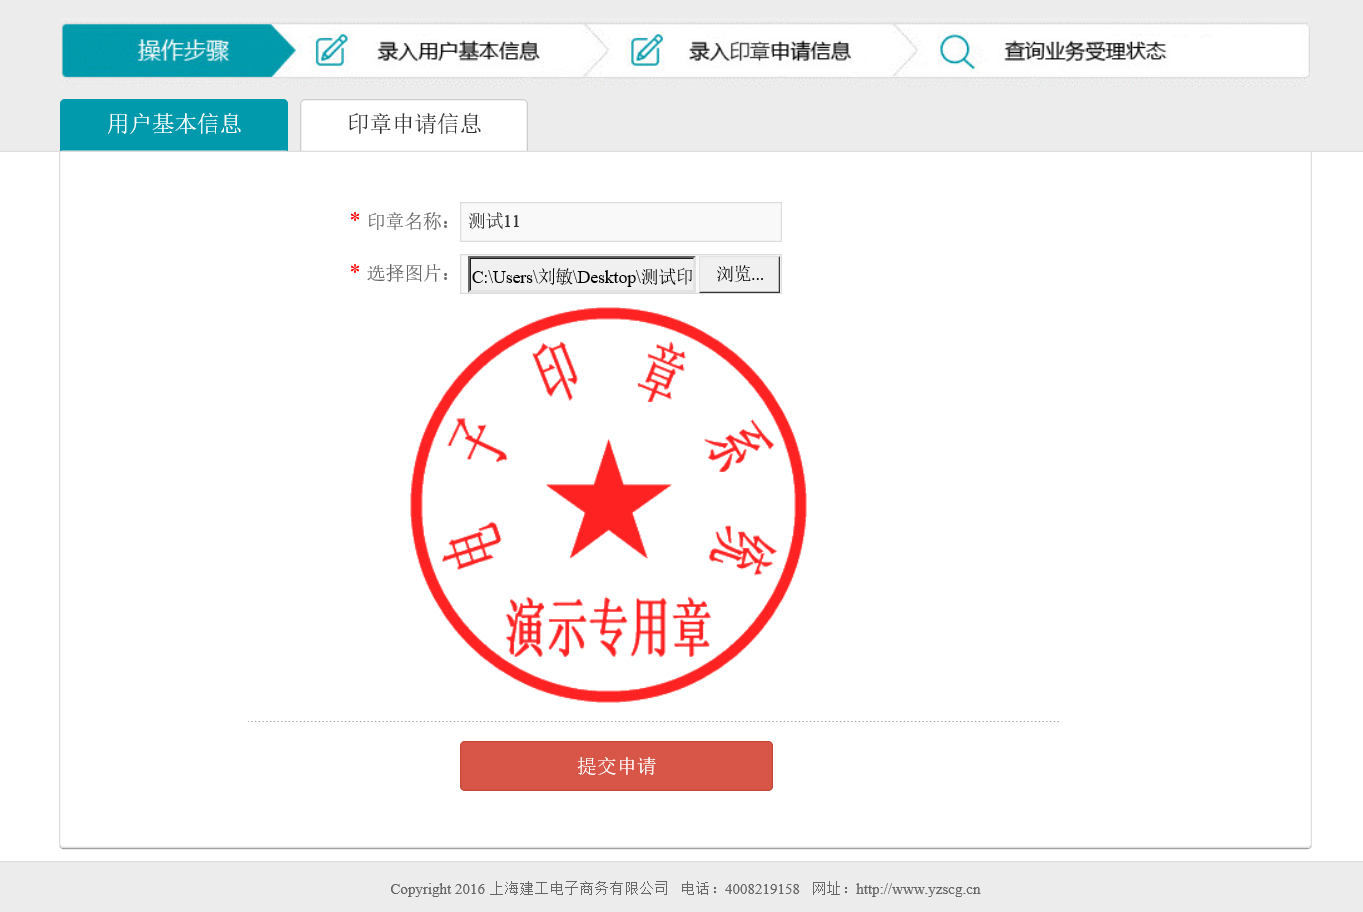 操作步骤 录入用户基本信息 录入印章申请信息 查询业务受理状态
用户基本信息 印章申请信息
* 印章名称： 测试11
* 选择图片： C:\Users\刘敏\Desktop\测试印 浏览...
电子印章系统
演示专用章
提交申请
Copyright 2016 上海建工电子商务有限公司 电话：4008219158 网址：http://www.yzscg.cn